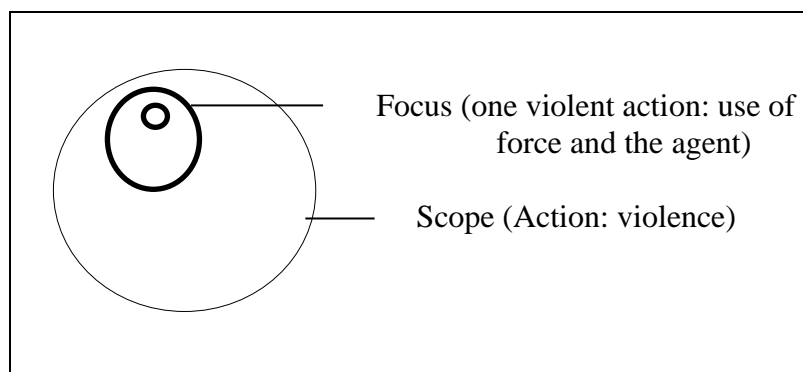 Focus (one violent action: use of
force and the agent)
Scope (Action: violence)